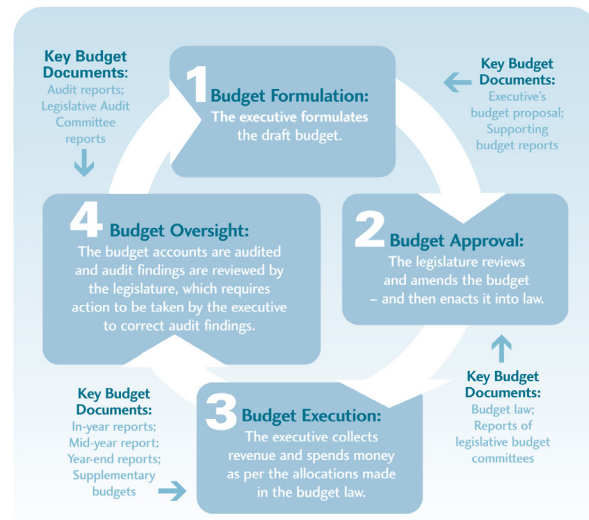 Key Budget
Documents:
Audit reports;
Legislative Audit
Committee
reports
1
Budget Formulation:
The executive formulates
the draft budget.
Key Budget
Documents:
Executive's
budget proposal;
Supporting
budget reports
4
Budget Oversight:
The budget accounts are audited
and audit findings are reviewed by
the legislature, which requires
action to be taken by the executive
to correct audit findings.
2
Budget Approval:
The legislature reviews
and amends the budget
– and then enacts it into law.
Key Budget
Documents:
In-year reports;
Mid-year report;
Year-end reports;
Supplementary
budgets
3
Budget Execution:
The executive collects
revenue and spends money
as per the allocations made
in the budget law.
Key Budget
Documents:
Budget law;
Reports of
legislative budget
committees